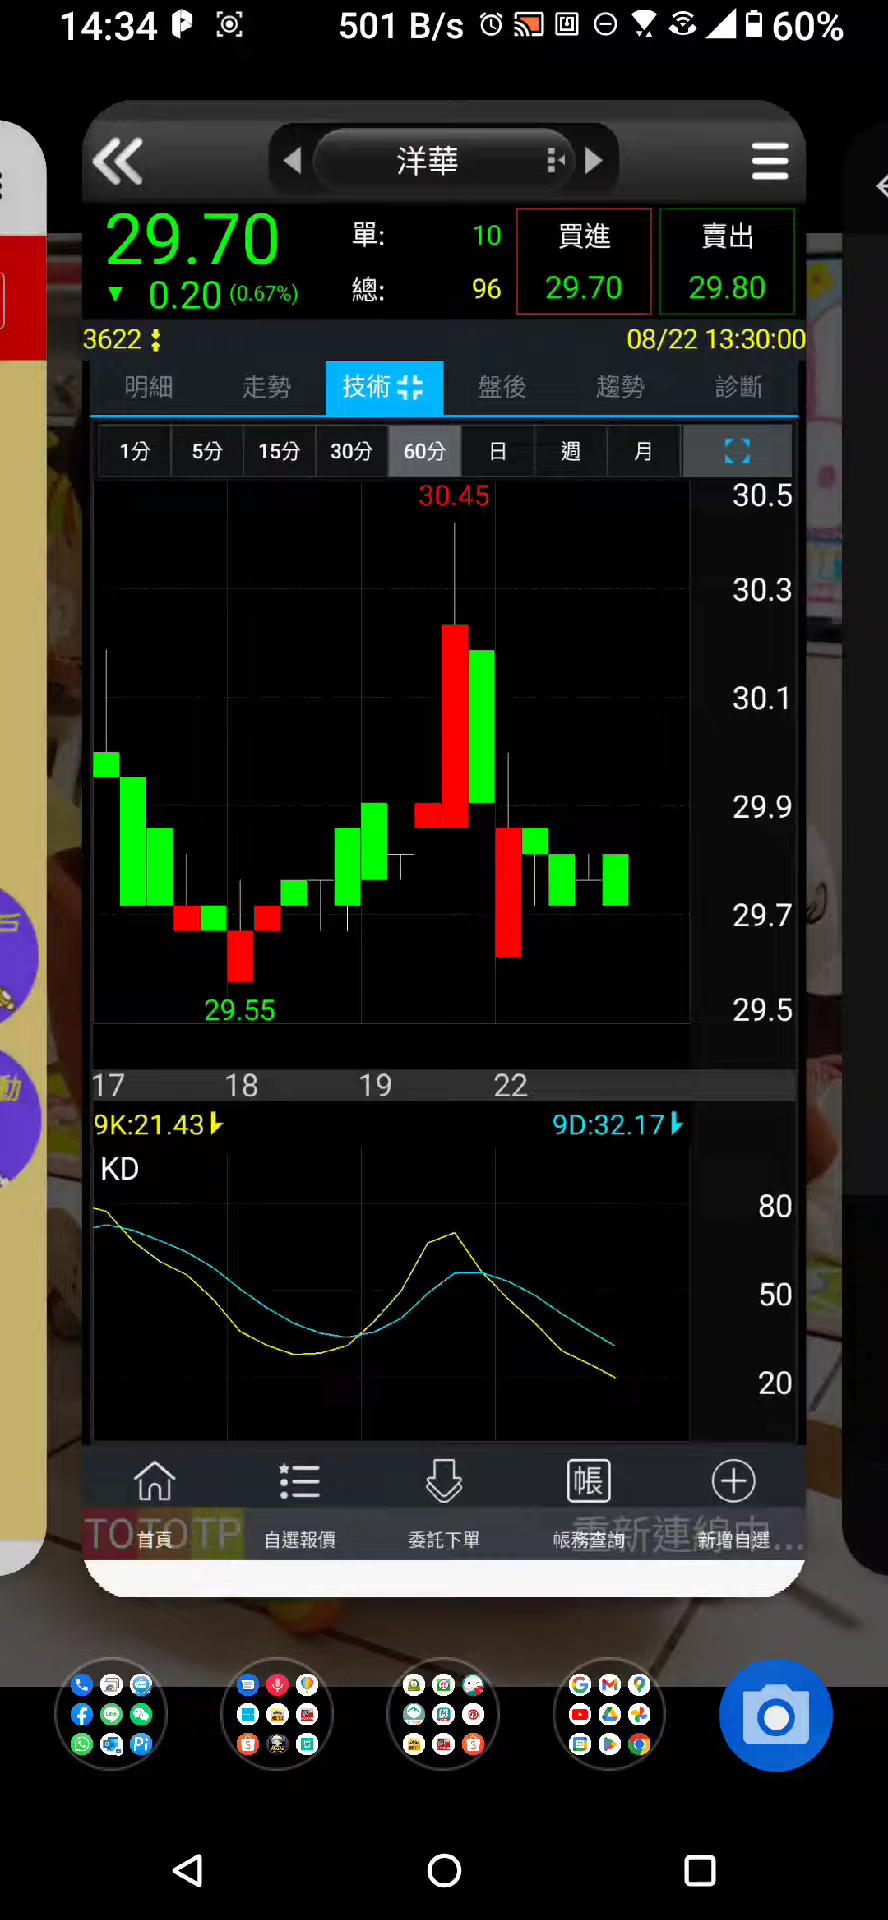 14:34 501 B/s 60%
洋華
29.70 單: 10 買進 賣出
▼ 0.20 (0.67%) 總: 96 29.70 29.80
3622 08/22 13:30:00
明細 走勢 技術 盤後 趨勢 診斷
1分 5分 15分 30分 60分 日 週 月
30.45 30.5
30.3
30.1
29.9
29.7
29.55 29.5
17 18 19 22
9K:21.43 9D:32.17
KD
80
50
20
帳
首頁 自選報價 委託下單 帳務查詢 新增自選
重新連線中...